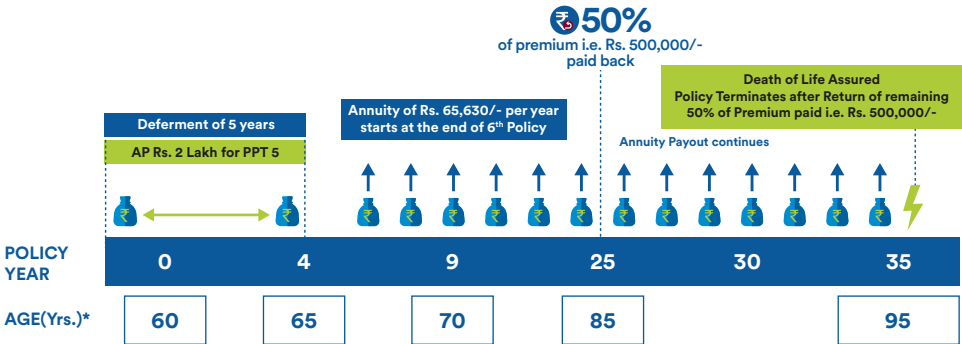 ₹ 50%
of premium i.e. Rs. 500,000/-
paid back
Death of Life Assured
Policy Terminates after Return of remaining
50% of Premium paid i.e. Rs. 500,000/-
Annuity of Rs. 65,630/- per year
starts at the end of 6th Policy
Deferment of 5 years
AP Rs. 2 Lakh for PPT 5
Annuity Payout continues
₹ ₹ ₹ ₹ ₹ ₹ ₹ ₹ ₹ ₹ ₹ ₹ ₹ ₹ ₹
POLICY
YEAR
0 4 9 25 30 35
AGE(Yrs.)* 60 65 70 85 95